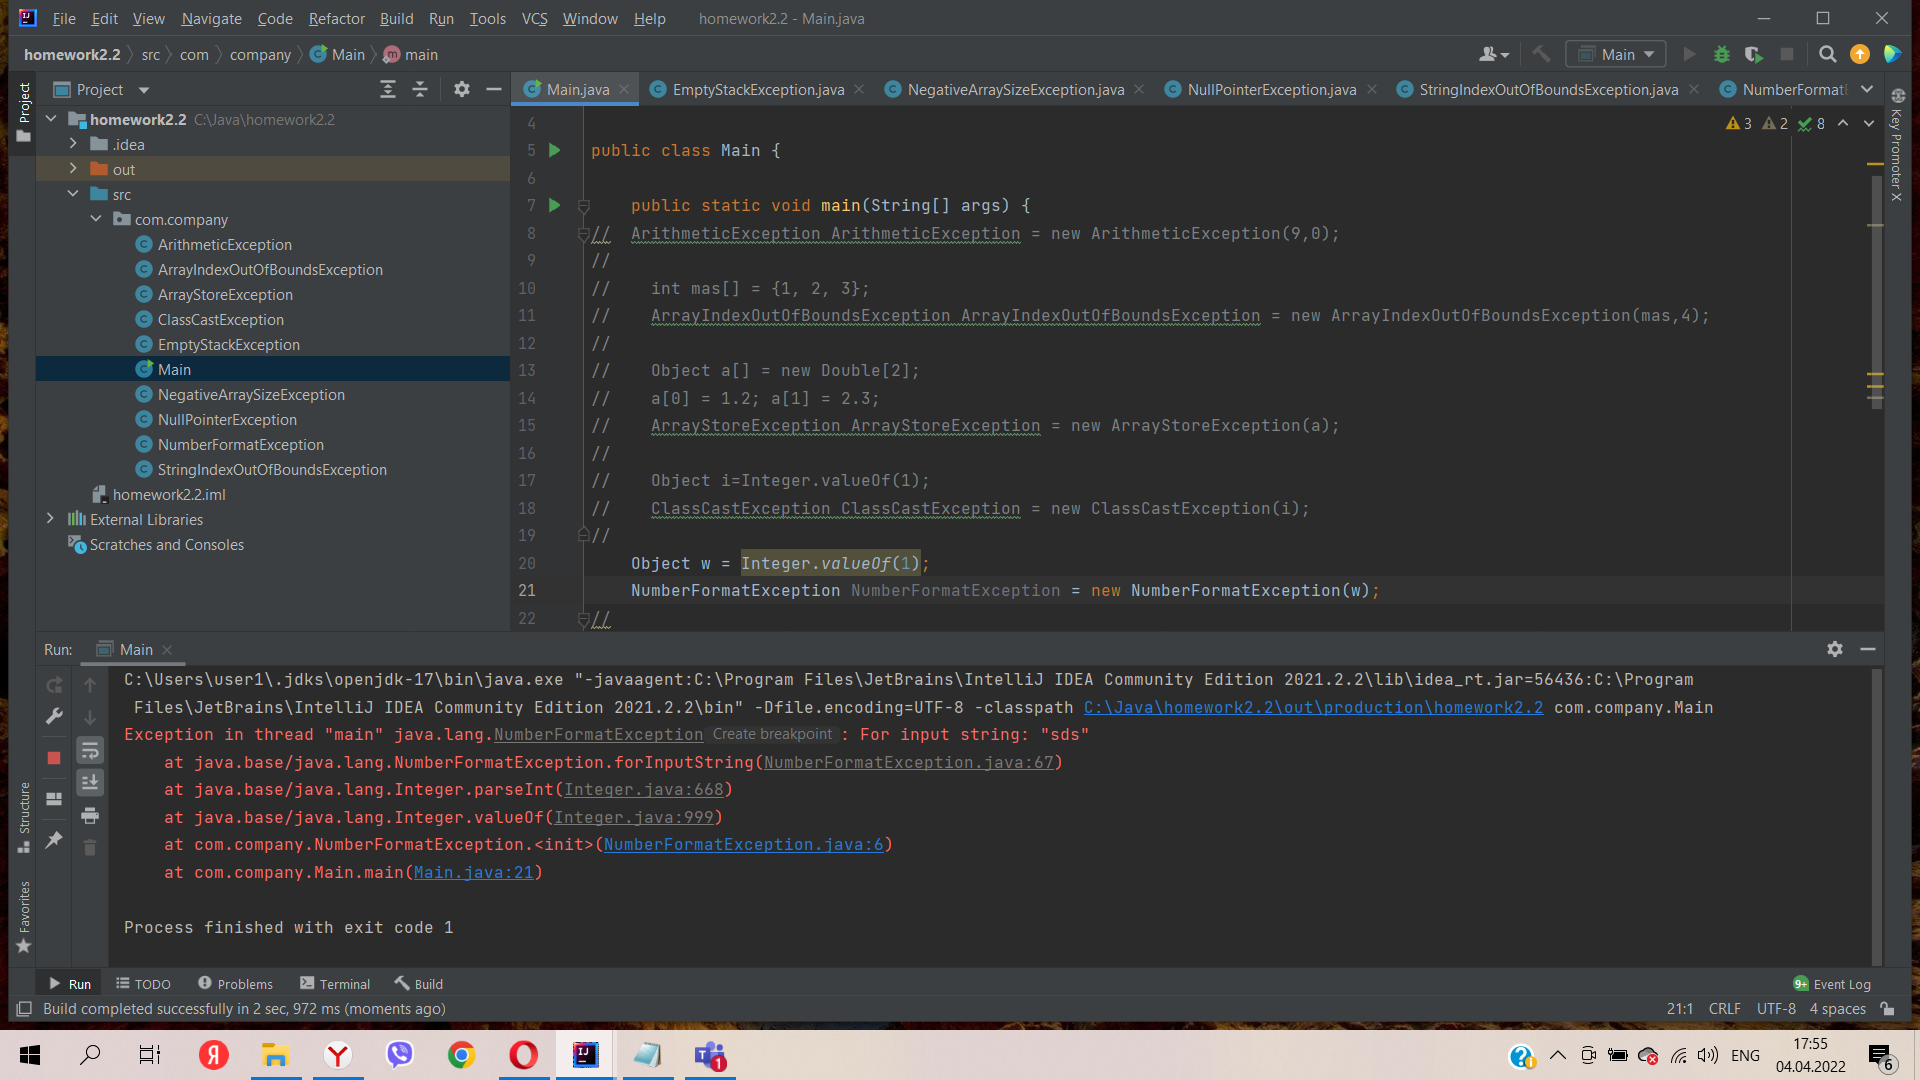 File Edit View Navigate Code Refactor Build Run Tools VCS Window Help homework2.2 - Main.java
homework2.2 src com company Main main
Main
Project
Main.java EmptyStackException.java NegativeArraySizeException.java NullPointerException.java StringIndexOutOfBoundsException.java NumberFormatE
Project
Key Promoter X
3 2 8
homework2.2 C:\Java\homework2.2
.idea
out
src
com.company
ArithmeticException
ArrayIndexOutOfBoundsException
ArrayStoreException
ClassCastException
EmptyStackException
Main
NegativeArraySizeException
NullPointerException
NumberFormatException
StringIndexOutOfBoundsException
homework2.2.iml
External Libraries
Scratches and Consoles
4
5 public class Main {
6
7 public static void main(String[] args) {
8 // ArithmeticException ArithmeticException = new ArithmeticException(9,0);
9 //
10 // int mas[] = {1, 2, 3};
11 // ArrayIndexOutOfBoundsException ArrayIndexOutOfBoundsException = new ArrayIndexOutOfBoundsException(mas,4);
12 //
13 // Object a[] = new Double[2];
14 // a[0] = 1.2; a[1] = 2.3;
15 // ArrayStoreException ArrayStoreException = new ArrayStoreException(a);
16 //
17 // Object i=Integer.valueOf(1);
18 // ClassCastException ClassCastException = new ClassCastException(i);
19 //
20 Object w = Integer.valueOf(1);
21 NumberFormatException NumberFormatException = new NumberFormatException(w);
22 //
Run: Main
C:\Users\user1\.jdks\openjdk-17\bin\java.exe "-javaagent:C:\Program Files\JetBrains\IntelliJ IDEA Community Edition 2021.2.2\lib\idea_rt.jar=56436:C:\Program
Files\JetBrains\IntelliJ IDEA Community Edition 2021.2.2\bin" -Dfile.encoding=UTF-8 -classpath C:\Java\homework2.2\out\production\homework2.2 com.company.Main
Exception in thread "main" java.lang.NumberFormatException Create breakpoint : For input string: "sds"
at java.base/java.lang.NumberFormatException.forInputString(NumberFormatException.java:67)
at java.base/java.lang.Integer.parseInt(Integer.java:668)
at java.base/java.lang.Integer.valueOf(Integer.java:999)
at com.company.NumberFormatException.<init>(NumberFormatException.java:6)
at com.company.Main.main(Main.java:21)
Process finished with exit code 1
Structure
Favorites
Run TODO Problems Terminal Build 9+ Event Log
Build completed successfully in 2 sec, 972 ms (moments ago) 21:1 CRLF UTF-8 4 spaces
Я 1 ENG 17:55
04.04.2022 6